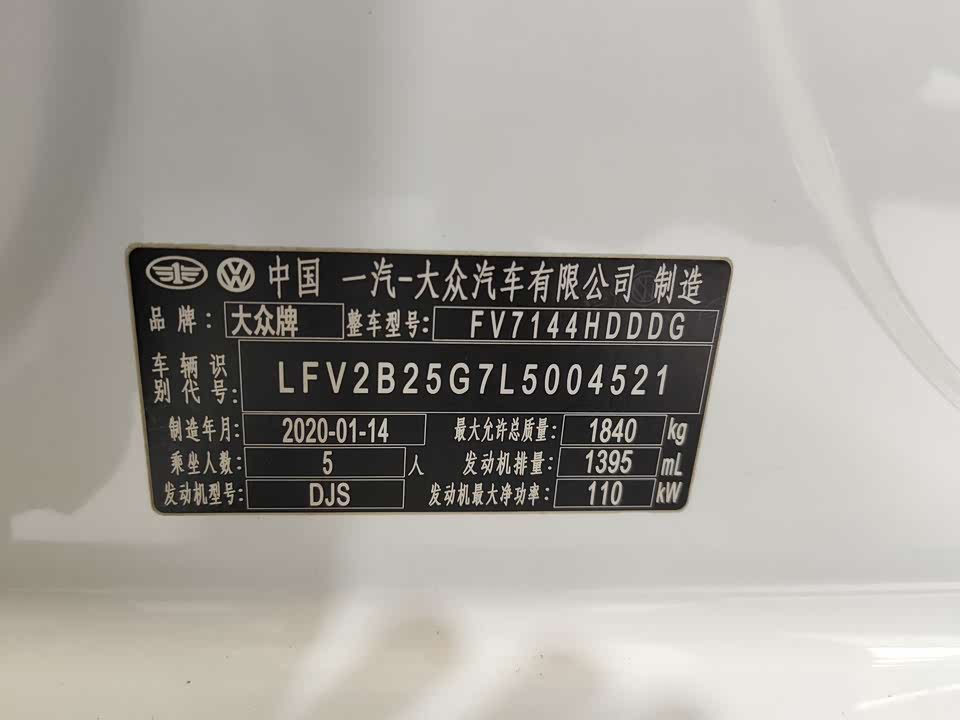 中国 一汽-大众汽车有限公司 制造
品牌: 大众牌 整车型号: FV7144HDDDG
车辆识别代号: LFV2B25G7L5004521
制造年月: 2020-01-14 最大允许总质量: 1840 kg
乘坐人数: 5 人 发动机排量: 1395 mL
发动机型号: DJS 发动机最大净功率: 110 kW